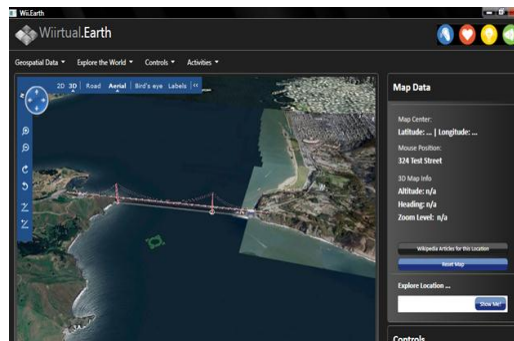 Wii.Earth
Wiirtual.Earth
Geospatial Data Explore the World Controls Activities
2D 3D Road Aerial Bird's eye Labels
Map Data
Map Center:
Latitude: ... | Longitude: ...
Mouse Position:
324 Test Street
3D Map Info
Altitude: n/a
Heading: n/a
Zoom Level: n/a
Wikipedia Articles for this Location
Reset Map
Explore Location ...
Show Me!
Controls